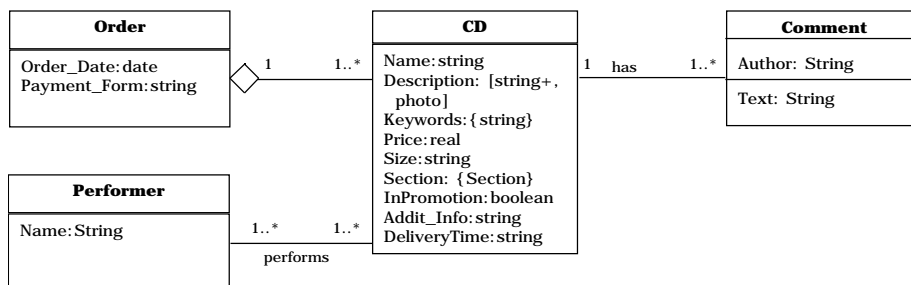 Order
Order_Date:date
Payment_Form:string
1
1..*
CD
Name:string
Description: [string+,
photo]
Keywords:{string}
Price:real
Size:string
Section: {Section}
InPromotion:boolean
Addit_Info:string
DeliveryTime:string
1
has
1..*
Comment
Author: String
Text: String
Performer
Name:String
1..*
1..*
performs